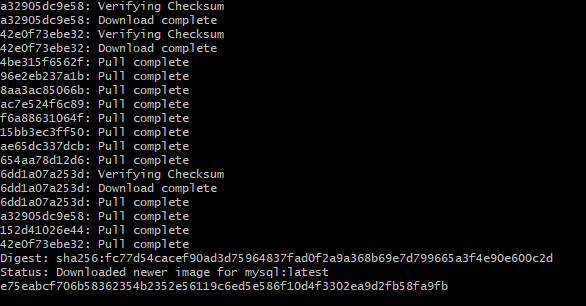 a32905dc9e58: Verifying Checksum
a32905dc9e58: Download complete
42e0f73ebe32: Verifying Checksum
42e0f73ebe32: Download complete
4be315f6562f: Pull complete
96e2eb237a1b: Pull complete
8aa3ac85066b: Pull complete
ac7e524f6c89: Pull complete
f6a88631064f: Pull complete
15bb3ec3ff50: Pull complete
ae65dc337dcb: Pull complete
654aa78d12d6: Pull complete
6dd1a07a253d: Verifying Checksum
6dd1a07a253d: Download complete
6dd1a07a253d: Pull complete
a32905dc9e58: Pull complete
152d41026e44: Pull complete
42e0f73ebe32: Pull complete
Digest: sha256:fc77d54cacef90ad3d75964837fad0f2a9a368b69e7d799665a3f4e90e600c2d
Status: Downloaded newer image for mysql:latest
e75eabcf706b58362354b2352e56119c6ed5e586f10d4f3302ea9d2fb58fa9fb